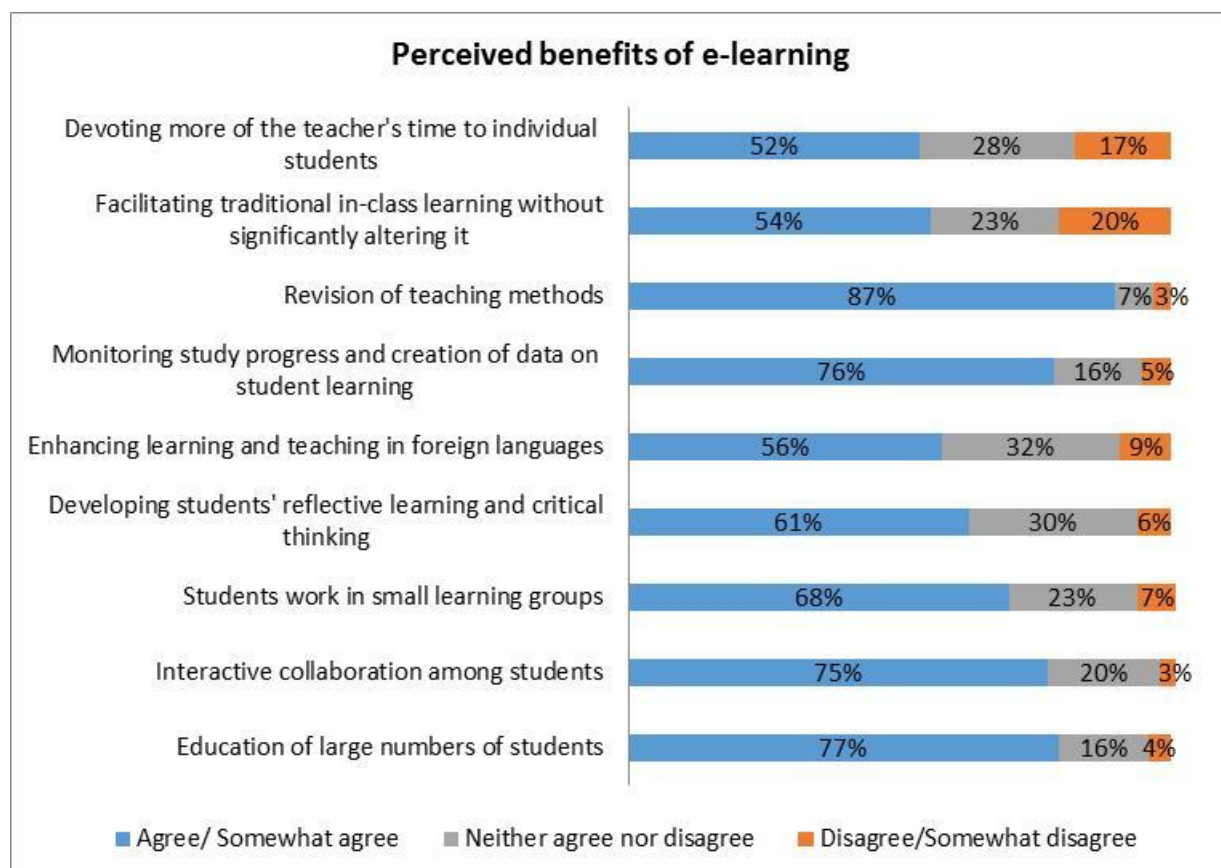 Perceived benefits of e-learning
Devoting more of the teacher's time to individual
students
52% 28% 17%
Facilitating traditional in-class learning without
significantly altering it
54% 23% 20%
Revision of teaching methods
87% 7% 3%
Monitoring study progress and creation of data on
student learning
76% 16% 5%
Enhancing learning and teaching in foreign languages
56% 32% 9%
Developing students' reflective learning and critical
thinking
61% 30% 6%
Students work in small learning groups
68% 23% 7%
Interactive collaboration among students
75% 20% 3%
Education of large numbers of students
77% 16% 4%
Agree/ Somewhat agree Neither agree nor disagree Disagree/Somewhat disagree